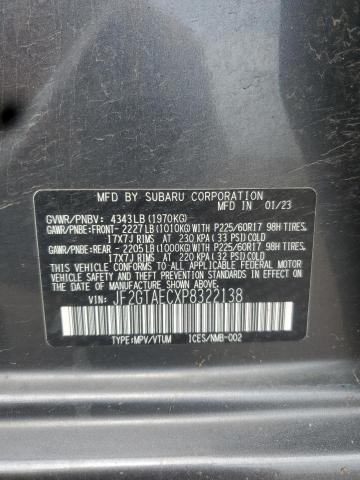 MFD BY SUBARU CORPORATION
MFD IN 01/23
GVWR/PNBV: 4343LB (1970KG)
GAWR/PNBE:FRONT- 2227LB (1010KG) WITH P225/60R17 98H TIRES,
17X7J RIMS AT 230 KPA (33 PSI) COLD
GAWR/PNBE:REAR - 2205LB (1000KG) WITH P225/60R17 98H TIRES,
17X7J RIMS AT 220 KPA (32 PSI) COLD
THIS VEHICLE CONFORMS TO ALL APPLICABLE
FEDERAL MOTOR VEHICLE SAFETY AND THEFT
PREVENTION STANDARDS IN EFFECT ON THE DATE
OF MANUFACTURE SHOWN ABOVE.
VIN: JF2GTAECXP8322138
TYPE:MPV/VTUM ICES/NMB-002